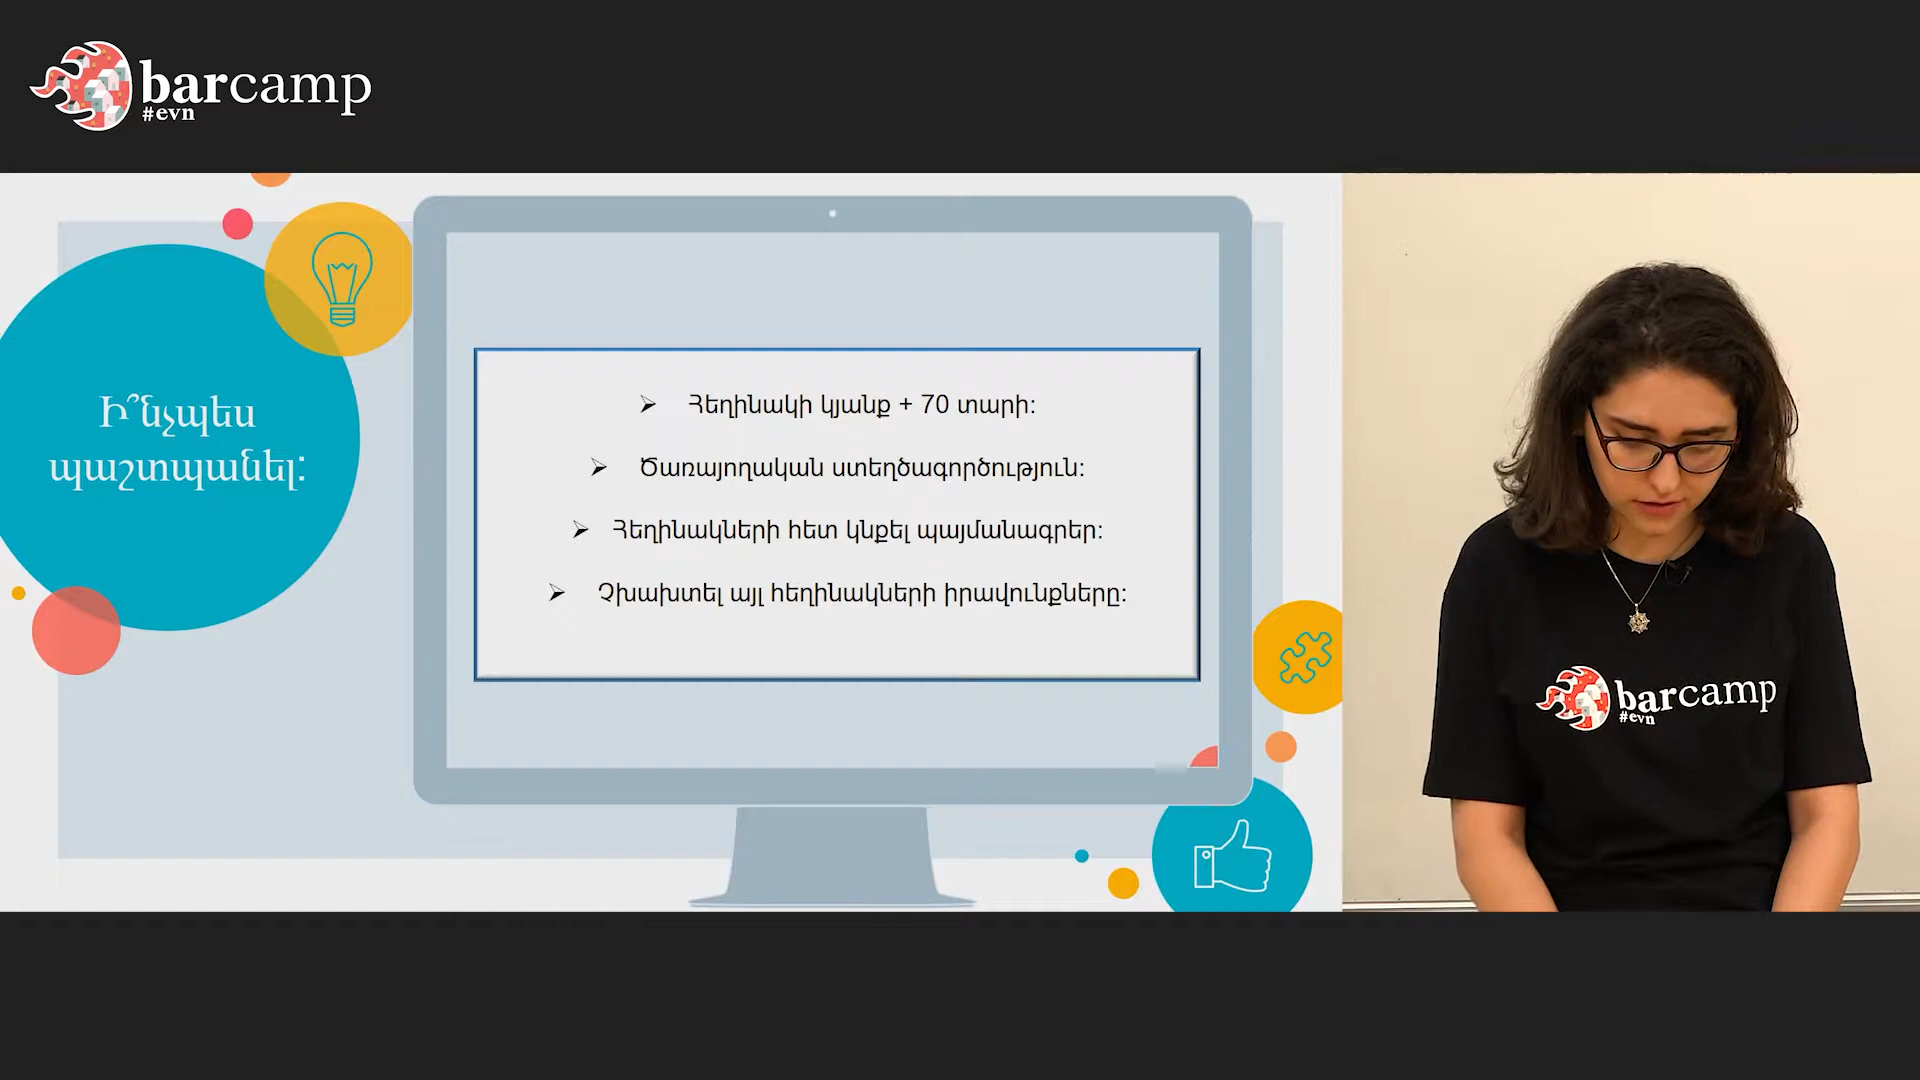 barcamp
#evn
Ի՞նչպես
պաշտպանել:
Հեղինակի կյանք + 70 տարի:
Ծառայողական ստեղծագործություն:
Հեղինակների հետ կնքել պայմանագրեր:
Չխախտել այլ հեղինակների իրավունքները:
barcamp
#evn